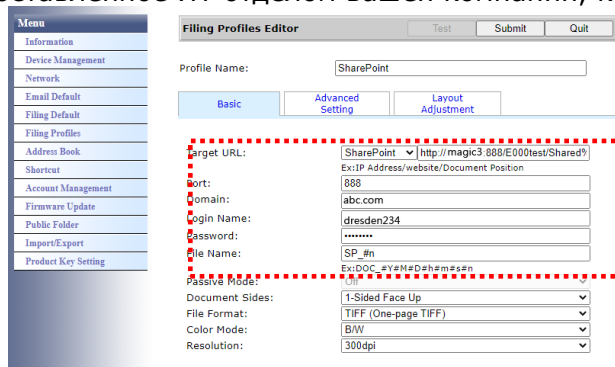 отделом вашей компании, к
Menu
Information
Device Management
Network
Email Default
Filing Default
Filing Profiles
Address Book
Shortcut
Account Management
Firmware Update
Public Folder
Import/Export
Product Key Setting
Filing Profiles Editor Test Submit Quit
Profile Name: SharePoint
Basic Advanced Setting Layout Adjustment
Target URL: SharePoint http://magic3:888/E000test/Shared%
Ex:IP Address/website/Document Position
Port: 888
Domain: abc.com
Login Name: dresden234
Password: ••••••••
File Name: SP_#n
Ex:DOC_#Y#M#D#h#m#s#n
Passive Mode: Off
Document Sides: 1-Sided Face Up
File Format: TIFF (One-page TIFF)
Color Mode: B/W
Resolution: 300dpi